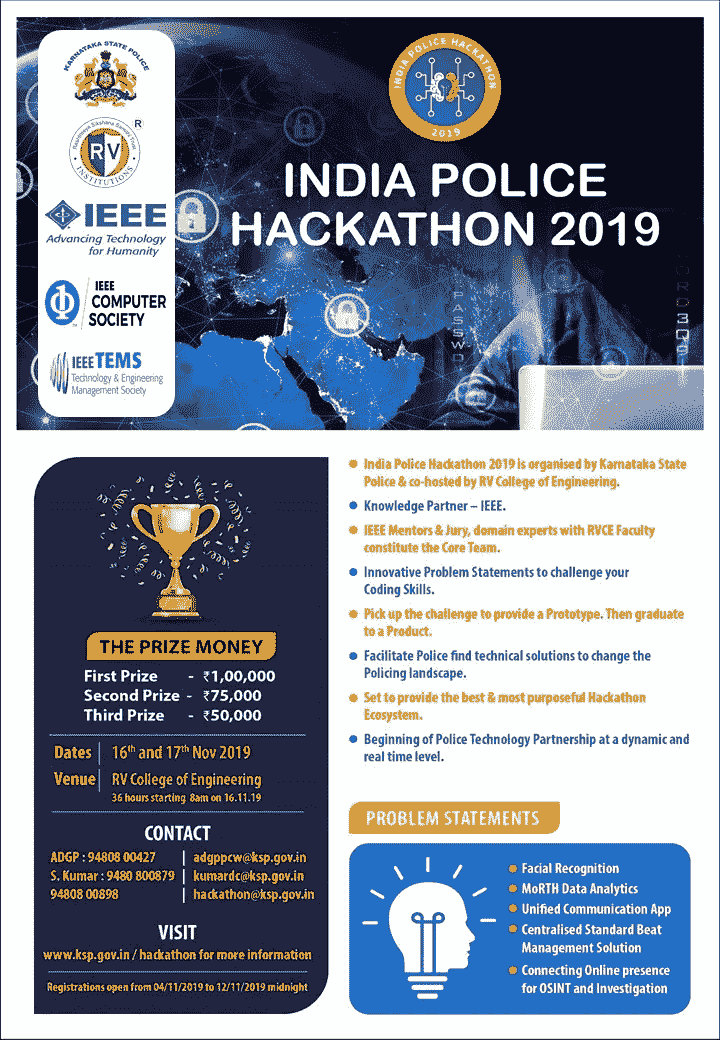 KARNATAKA STATE POLICE
Rashtreeya Sikshana Samithi Trust
R
RV
INSTITUTIONS
IEEE
Advancing Technology
for Humanity
IEEE
COMPUTER
SOCIETY
IEEE TEMS
Technology & Engineering
Management Society
INDIA POLICE HACKATHON
2019
INDIA POLICE
HACKATHON 2019
PASSWD
THE PRIZE MONEY
First Prize - ₹1,00,000
Second Prize - ₹75,000
Third Prize - ₹50,000
Dates | 16th and 17th Nov 2019
Venue | RV College of Engineering
36 hours starting 8am on 16.11.19
CONTACT
ADGP : 94808 00427 | adgppcw@ksp.gov.in
S. Kumar : 9480 800879 | kumardc@ksp.gov.in
94808 00898 | hackathon@ksp.gov.in
VISIT
www.ksp.gov.in / hackathon for more information
Registrations open from 04/11/2019 to 12/11/2019 midnight
India Police Hackathon 2019 is organised by Karnataka State
Police & co-hosted by RV College of Engineering.
Knowledge Partner – IEEE.
IEEE Mentors & Jury, domain experts with RVCE Faculty
constitute the Core Team.
Innovative Problem Statements to challenge your
Coding Skills.
Pick up the challenge to provide a Prototype. Then graduate
to a Product.
Facilitate Police find technical solutions to change the
Policing landscape.
Set to provide the best & most purposeful Hackathon
Ecosystem.
Beginning of Police Technology Partnership at a dynamic and
real time level.
PROBLEM STATEMENTS
Facial Recognition
MoRTH Data Analytics
Unified Communication App
Centralised Standard Beat
Management Solution
Connecting Online presence
for OSINT and Investigation